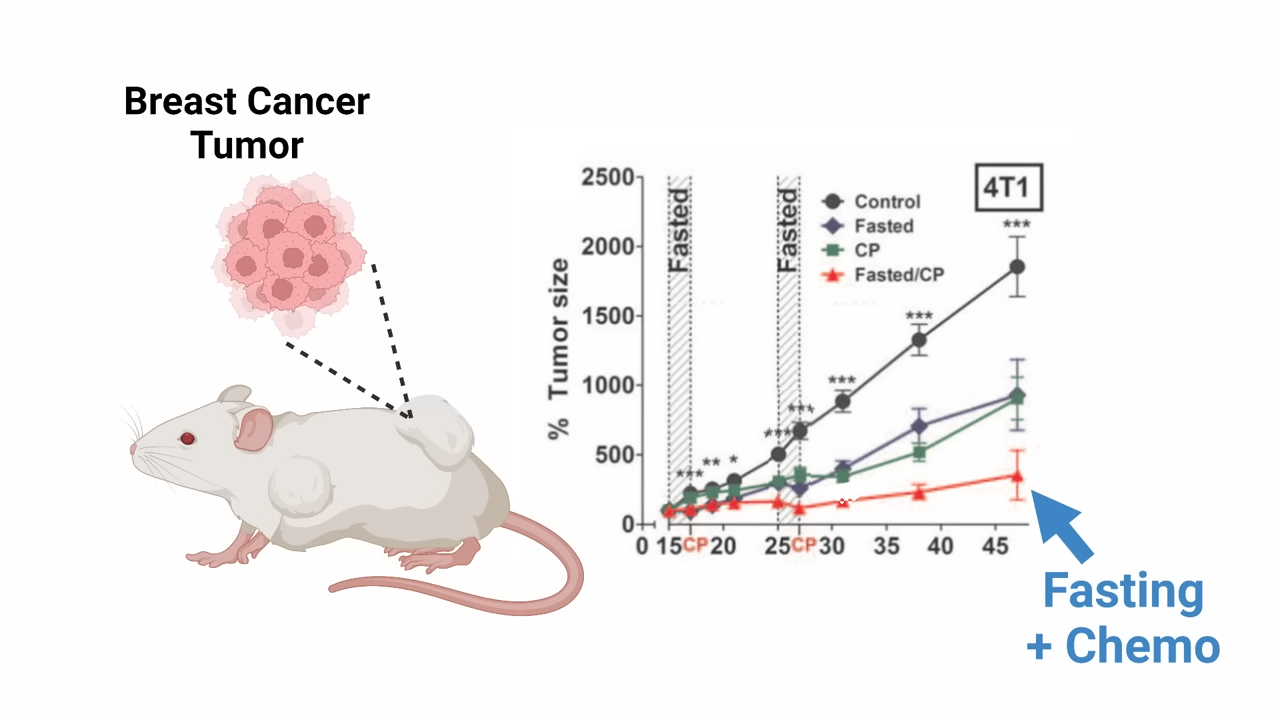 Breast Cancer
Tumor
% Tumor size
2500
2000
1500
1000
500
0
Fasted
Fasted
Control
Fasted
CP
Fasted/CP
4T1
***
**
*
***
***
***
***
***
0 15 CP 20 25 CP 30 35 40 45
Fasting
+ Chemo